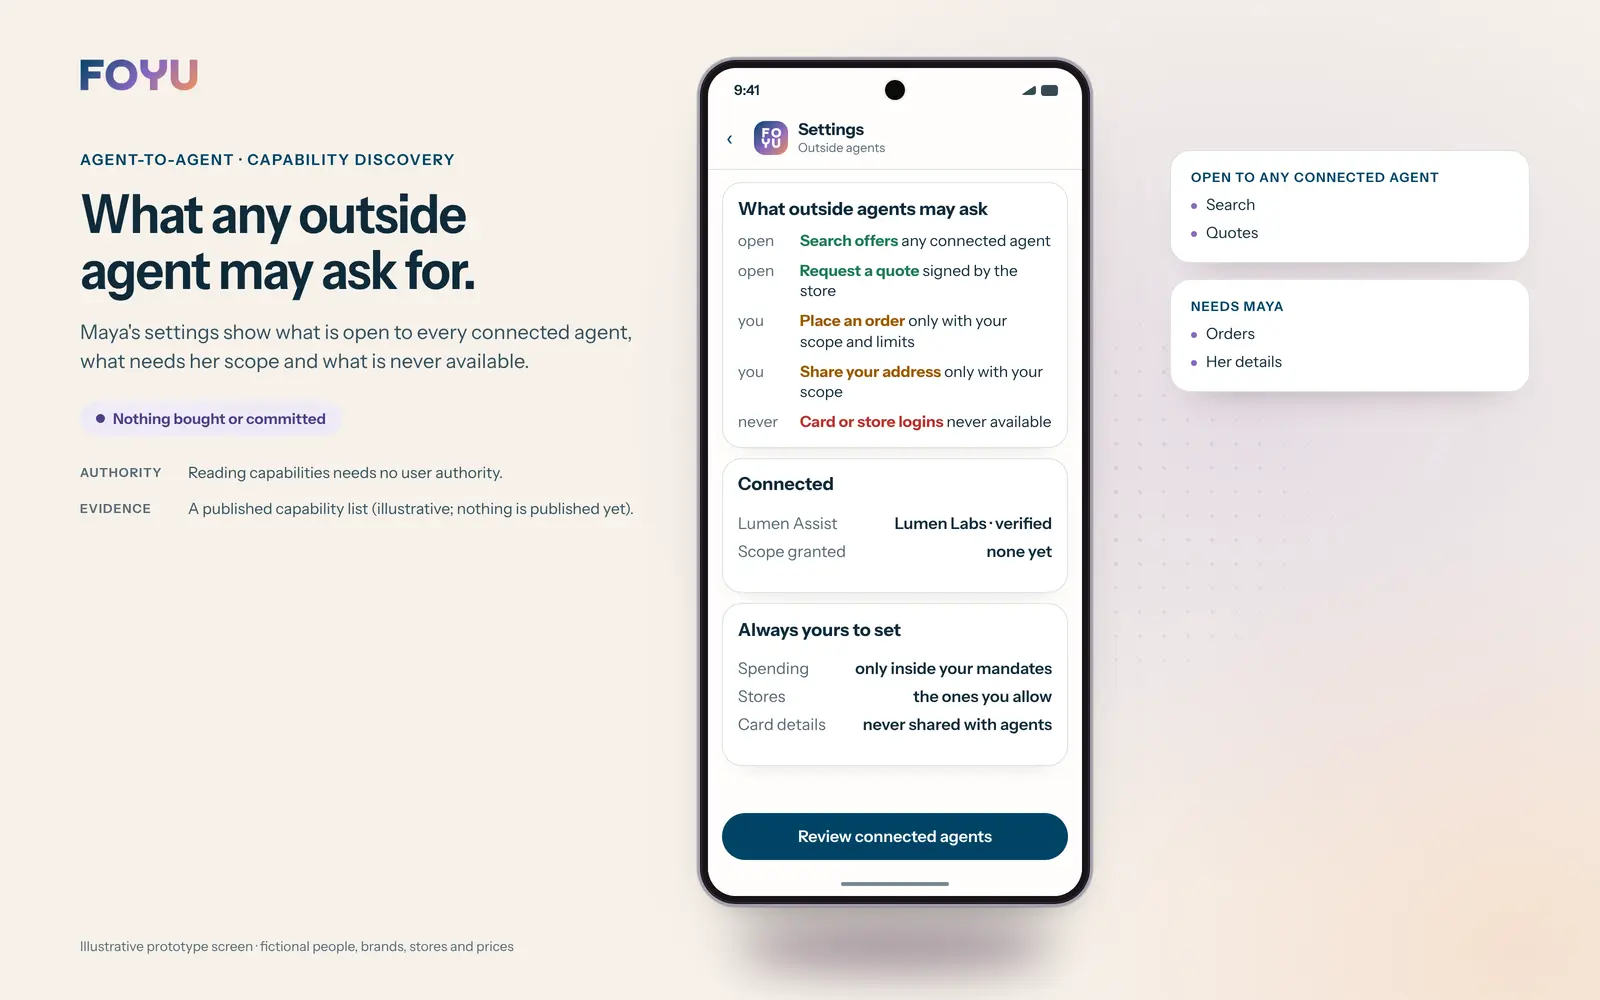 FOYU
AGENT-TO-AGENT · CAPABILITY DISCOVERY
What any outside
agent may ask for.
Maya's settings show what is open to every connected agent,
what needs her scope and what is never available.
Nothing bought or committed
AUTHORITY Reading capabilities needs no user authority.
EVIDENCE A published capability list (illustrative; nothing is published yet).
Illustrative prototype screen · fictional people, brands, stores and prices
9:41
‹
FO
YU
Settings
Outside agents
What outside agents may ask
open Search offers any connected agent
open Request a quote signed by the
store
you Place an order only with your
scope and limits
you Share your address only with your
scope
never Card or store logins never available
Connected
Lumen Assist Lumen Labs · verified
Scope granted none yet
Always yours to set
Spending only inside your mandates
Stores the ones you allow
Card details never shared with agents
Review connected agents
OPEN TO ANY CONNECTED AGENT
• Search
• Quotes
NEEDS MAYA
• Orders
• Her details